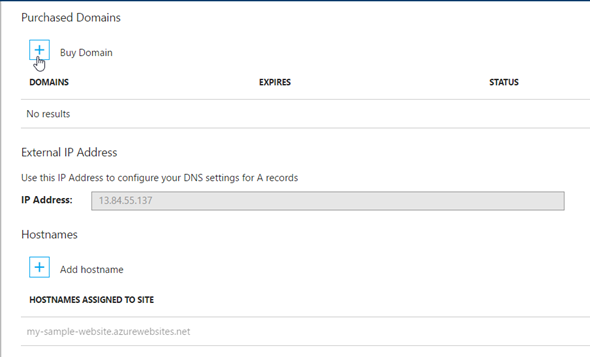 Purchased Domains
Buy Domain
DOMAINS EXPIRES STATUS
No results
External IP Address
Use this IP Address to configure your DNS settings for A records
IP Address: 13.84.55.137
Hostnames
Add hostname
HOSTNAMES ASSIGNED TO SITE
my-sample-website.azurewebsites.net